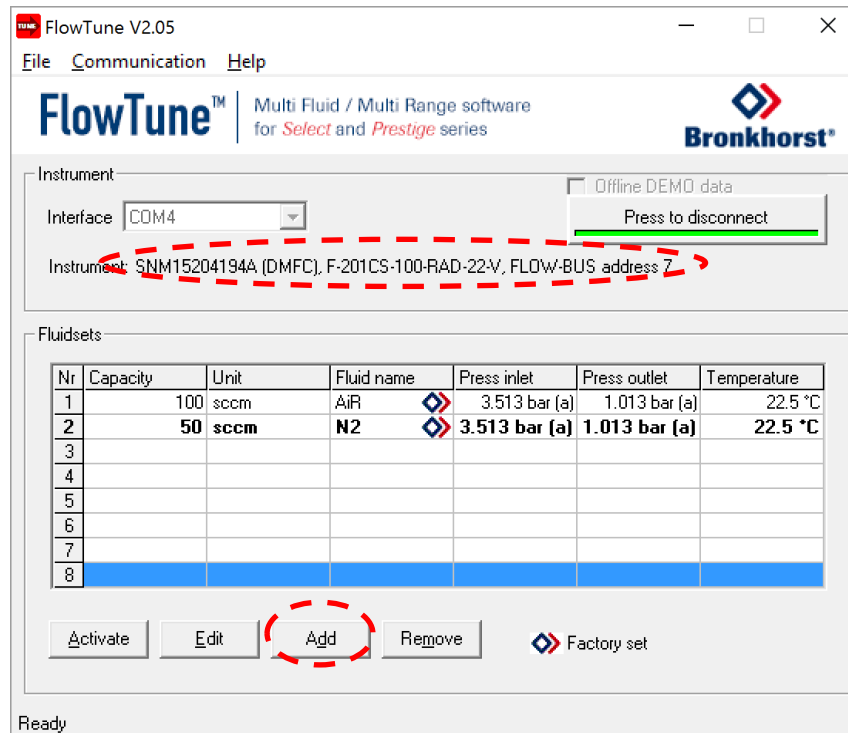 FlowTune V2.05
File Communication Help
FlowTune™ Multi Fluid / Multi Range software
for Select and Prestige series
Bronkhorst®
Instrument
Offline DEMO data
Interface COM4 Press to disconnect
Instrument: SNM15204194A (DMFC), F-201CS-100-RAD-22-V, FLOW-BUS address 7
Fluidsets
Nr Capacity Unit Fluid name Press inlet Press outlet Temperature
1 100 sccm AiR 3.513 bar (a) 1.013 bar (a) 22.5 °C
2 50 sccm N2 3.513 bar (a) 1.013 bar (a) 22.5 °C
3
4
5
6
7
8
Activate Edit Add Remove Factory set
Ready